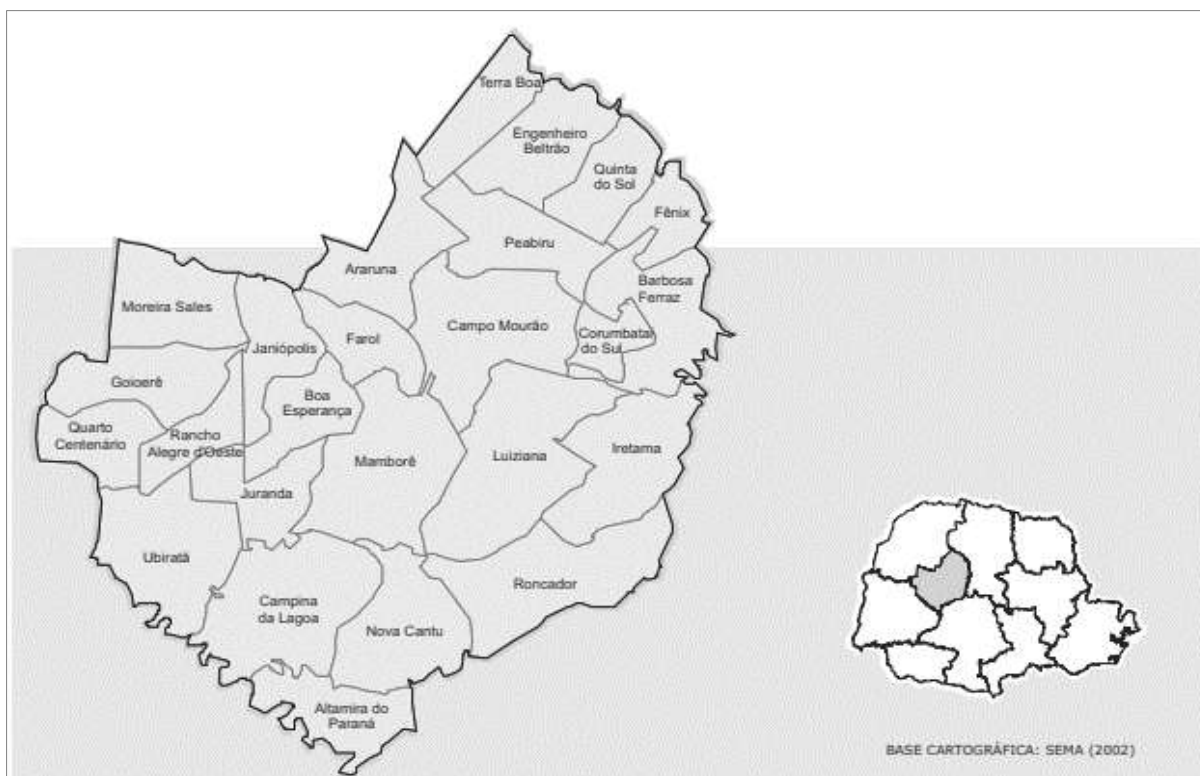 Terra Boa
Engenheiro
Beltrão
Quinta
do Sol
Fênix
Peabiru
Araruna
Barbosa
Ferraz
Moreira Sales
Campo Mourão
Farol
Corumbataí
do Sul
Janiópolis
Goioerê
Boa
Esperança
Quarto
Centenário
Rancho
Alegre d'Oeste
Mamborê
Luiziana
Iretama
Juranda
Ubiratã
Roncador
Campina
da Lagoa
Nova Cantu
Altamira do
Paraná
BASE CARTOGRÁFICA: SEMA (2002)